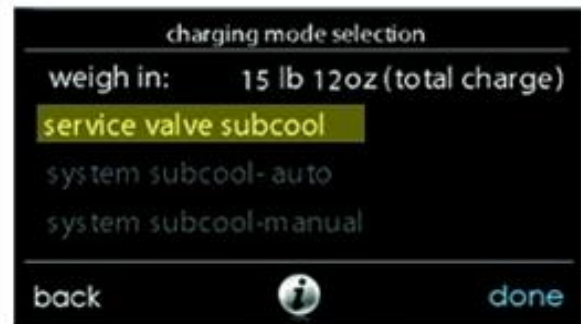 charging mode selection
weigh in: 15 lb 12oz (total charge)
service valve subcool
system subcool- auto
system subcool-manual
back i done